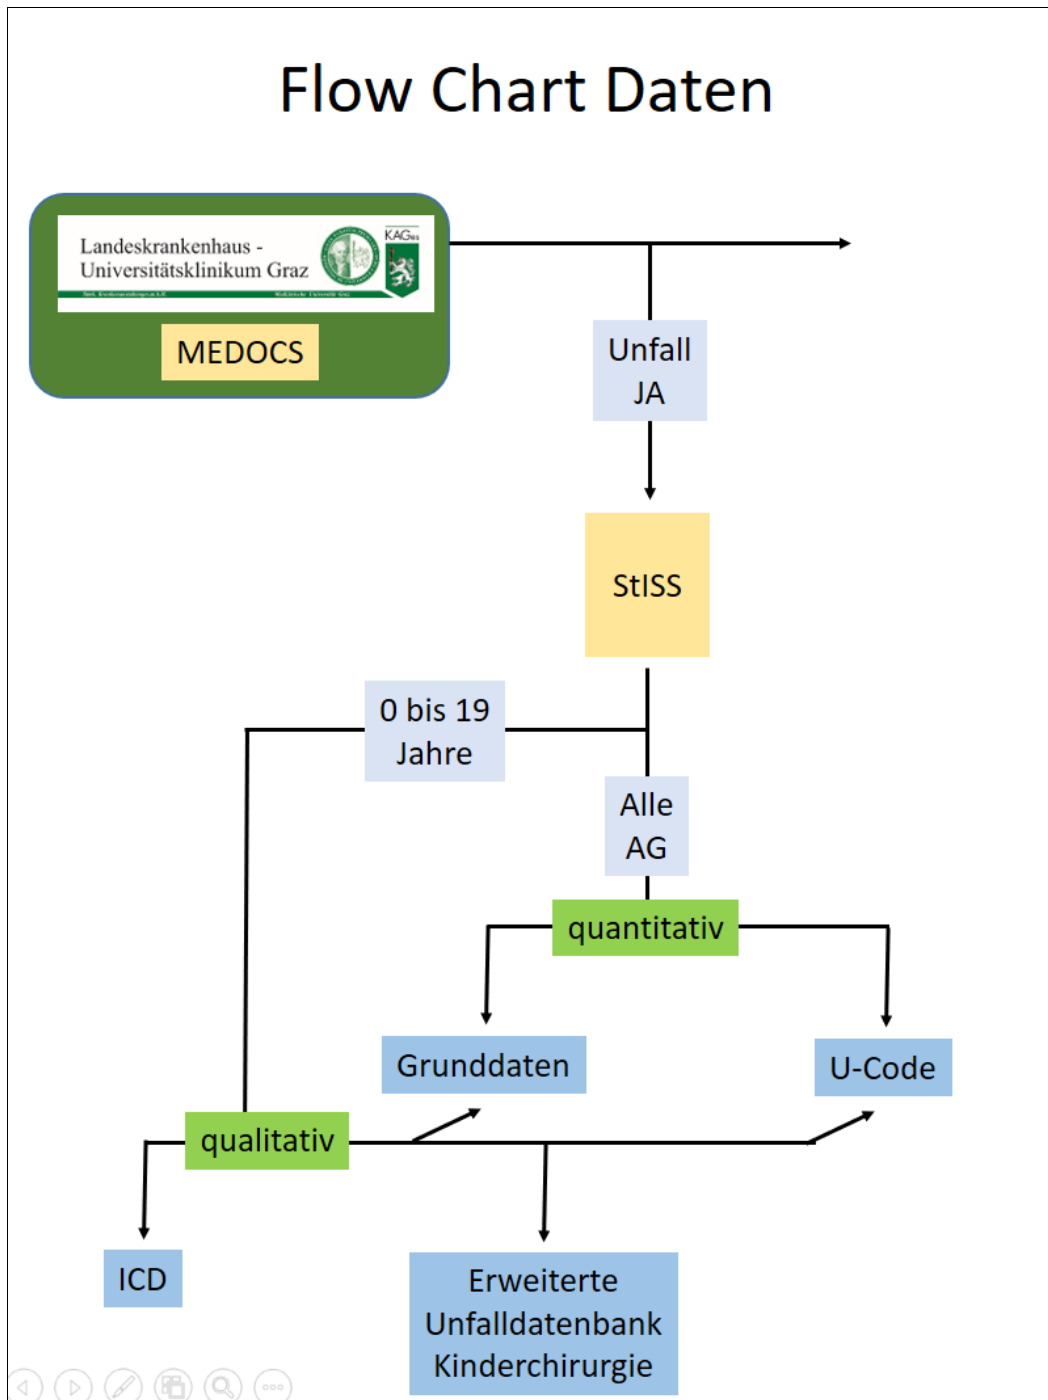 Flow Chart Daten
Landeskrankenhaus -
Universitätsklinikum Graz
KAGes
MEDOCS
Unfall
JA
StISS
0 bis 19
Jahre
Alle
AG
quantitativ
Grunddaten
U-Code
qualitativ
ICD
Erweiterte
Unfalldatenbank
Kinderchirurgie